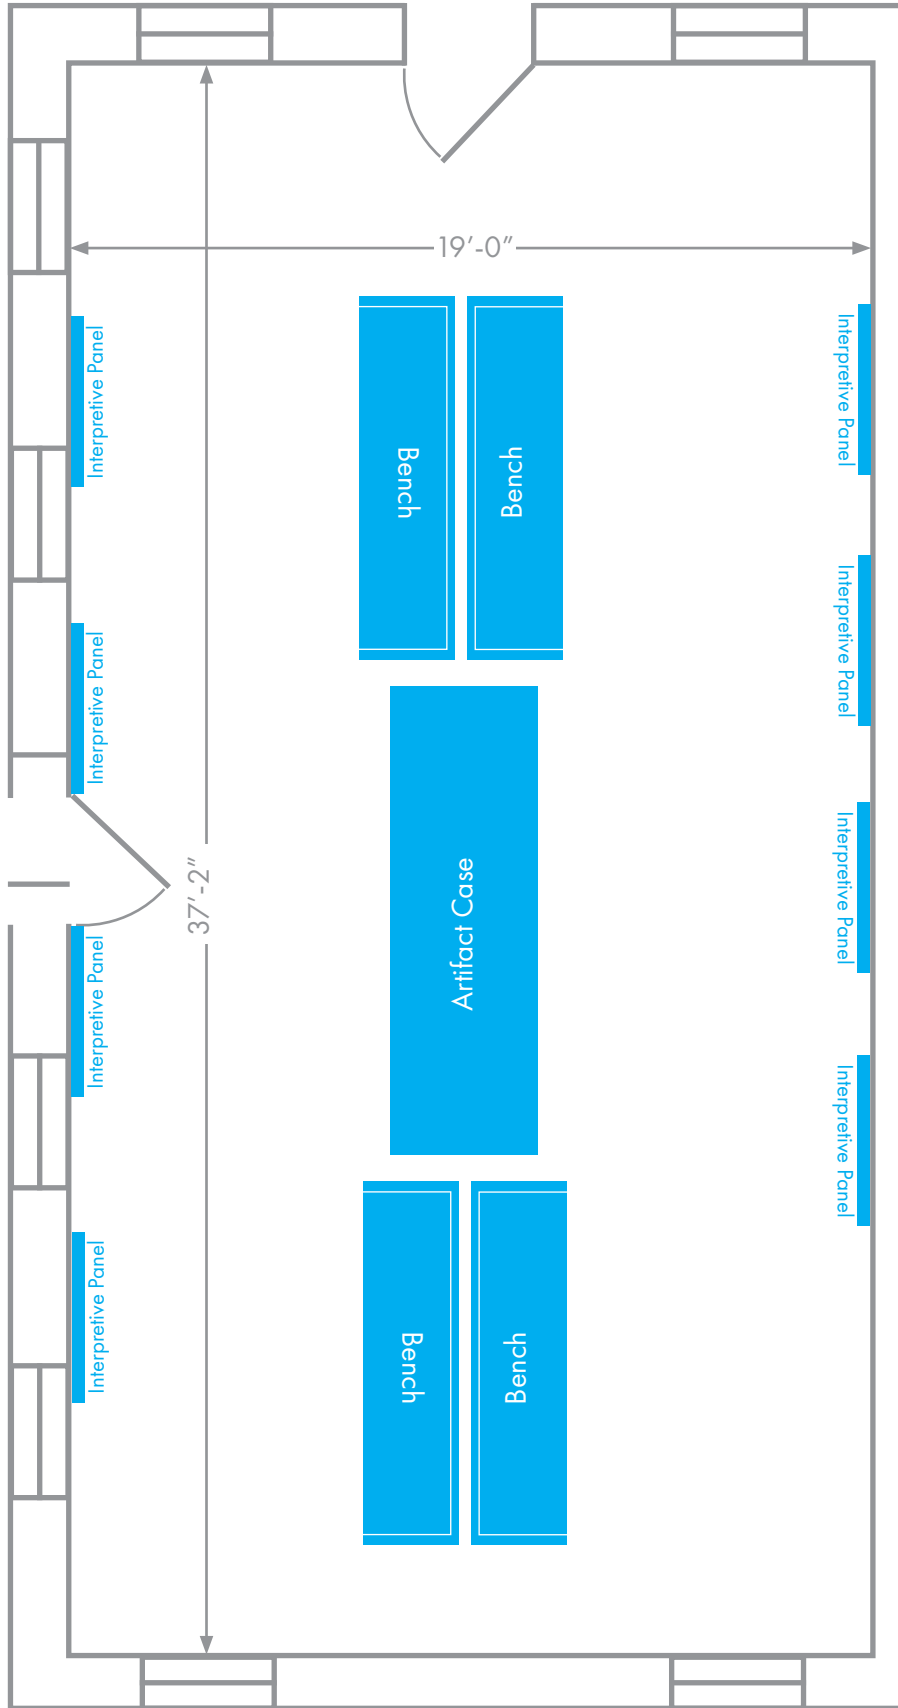 19’-0”
Interpretive Panel
Interpretive Panel
Bench
Bench
Interpretive Panel
Interpretive Panel
37’-2”
Artifact Case
Interpretive Panel
Interpretive Panel
Interpretive Panel
Interpretive Panel
Bench
Bench